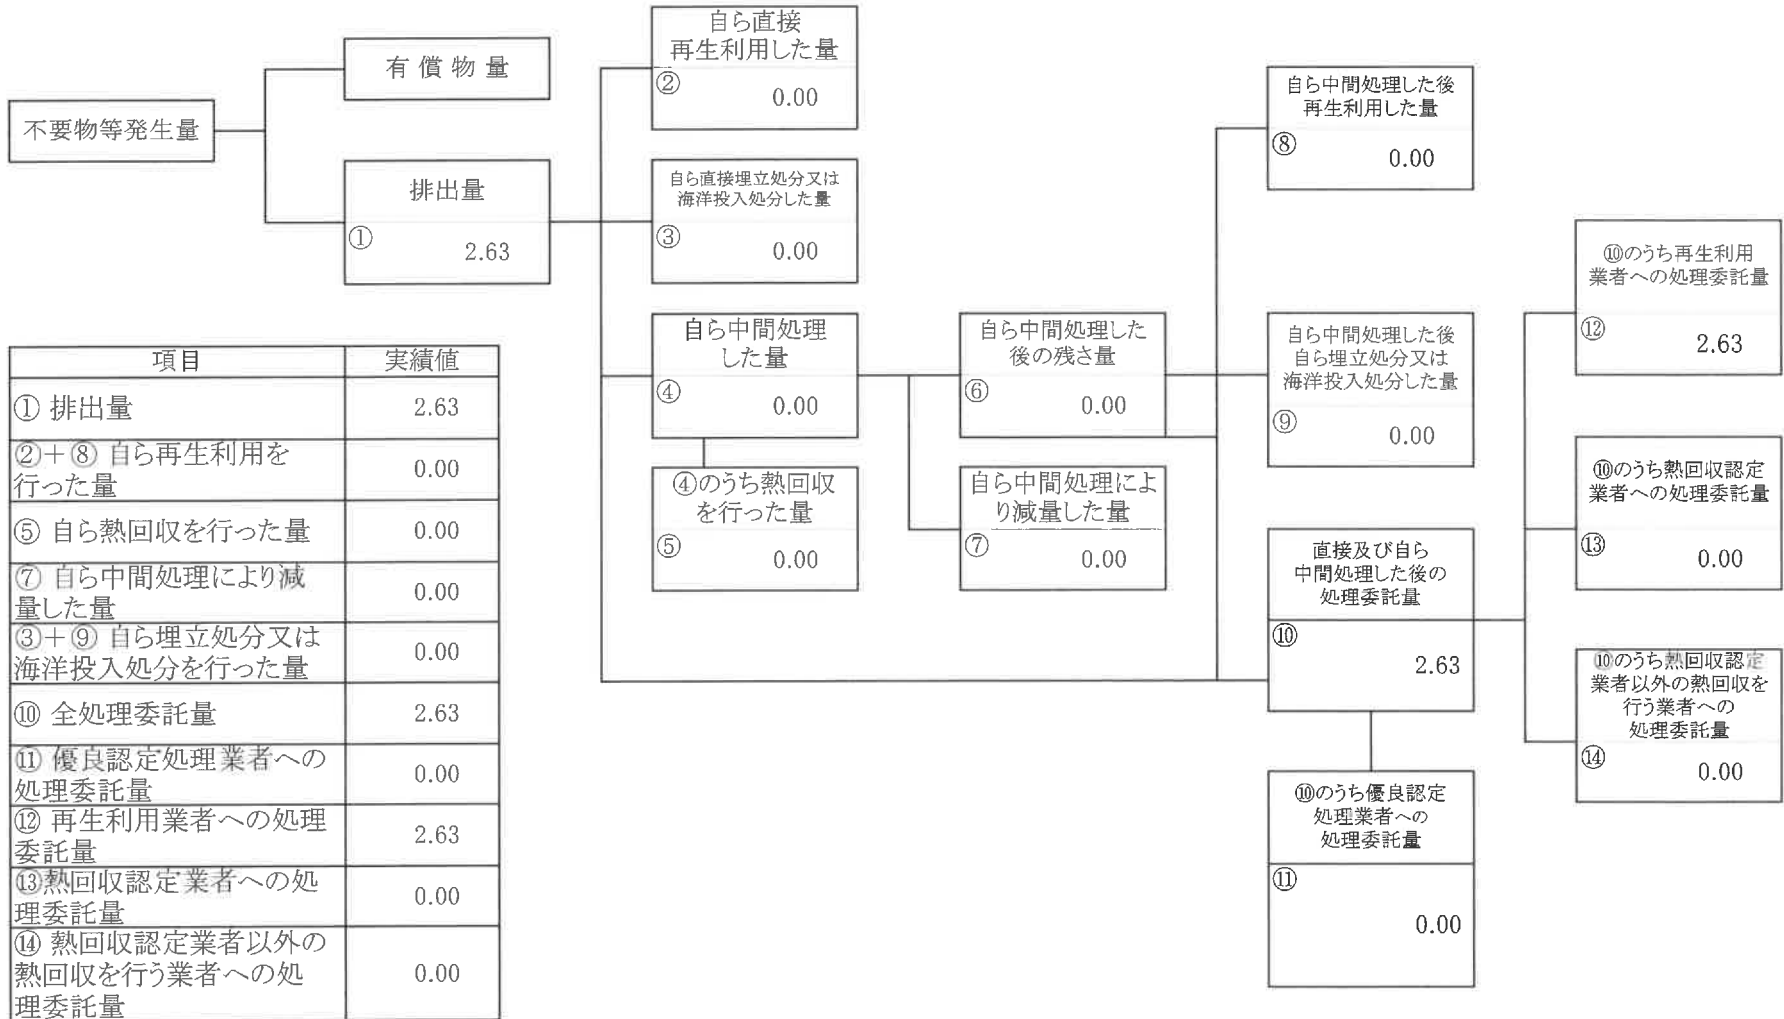 不要物等発生量
有償物量
排出量
① 2.63
自ら直接
再生利用した量
② 0.00
自ら直接埋立処分又は
海洋投入処分した量
③ 0.00
自ら中間処理
した量
④ 0.00
④のうち熱回収
を行った量
⑤ 0.00
自ら中間処理した
後の残さ量
⑥ 0.00
自ら中間処理によ
り減量した量
⑦ 0.00
自ら中間処理した後
再生利用した量
⑧ 0.00
自ら中間処理した後
自ら埋立処分又は
海洋投入処分した量
⑨ 0.00
直接及び自ら
中間処理した後の
処理委託量
⑩ 2.63
⑩のうち優良認定
処理業者への
処理委託量
⑪ 0.00
⑩のうち再生利用
業者への処理委託量
⑫ 2.63
⑩のうち熱回収認定
業者への処理委託量
⑬ 0.00
⑩のうち熱回収認定
業者以外の熱回収を
行う業者への
処理委託量
⑭ 0.00
項目 実績値
① 排出量 2.63
②+⑧ 自ら再生利用を
行った量 0.00
⑤ 自ら熱回収を行った量 0.00
⑦ 自ら中間処理により減
量した量 0.00
③+⑨ 自ら埋立処分又は
海洋投入処分を行った量 0.00
⑩ 全処理委託量 2.63
⑪ 優良認定処理業者への
処理委託量 0.00
⑫ 再生利用業者への処理
委託量 2.63
⑬熱回収認定業者への処
理委託量 0.00
⑭ 熱回収認定業者以外の
熱回収を行う業者への処 0.00
理委託量